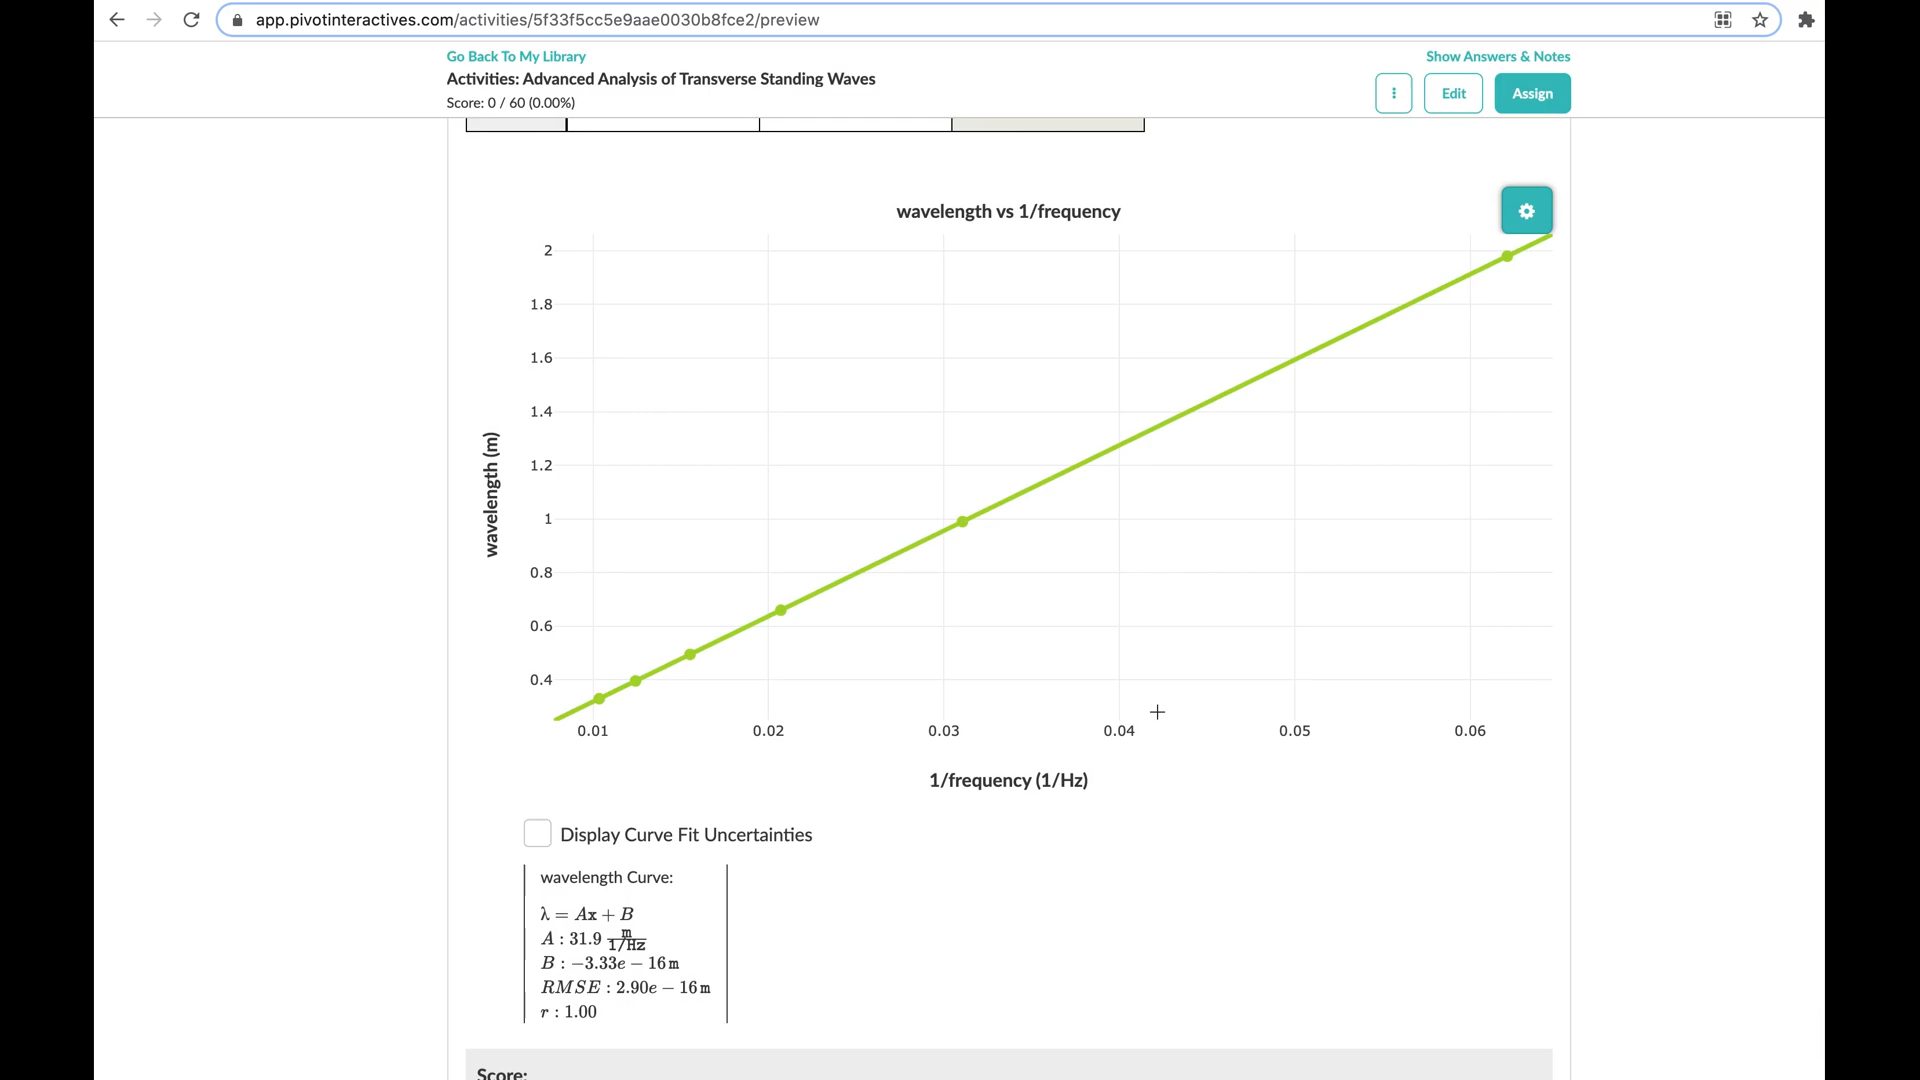 app.pivotinteractives.com/activities/5f33f5cc5e9aae0030b8fce2/preview
Go Back To My Library
Show Answers & Notes
Activities: Advanced Analysis of Transverse Standing Waves
Score: 0 / 60 (0.00%)
Edit
Assign
wavelength vs 1/frequency
2
1.8
1.6
1.4
1.2
1
0.8
0.6
0.4
wavelength (m)
0.01 0.02 0.03 0.04 0.05 0.06
1/frequency (1/Hz)
Display Curve Fit Uncertainties
wavelength Curve:
λ = Ax + B
A : 31.9 m/1/Hz
B : −3.33e − 16 m
RMSE : 2.90e − 16 m
r : 1.00
Score: